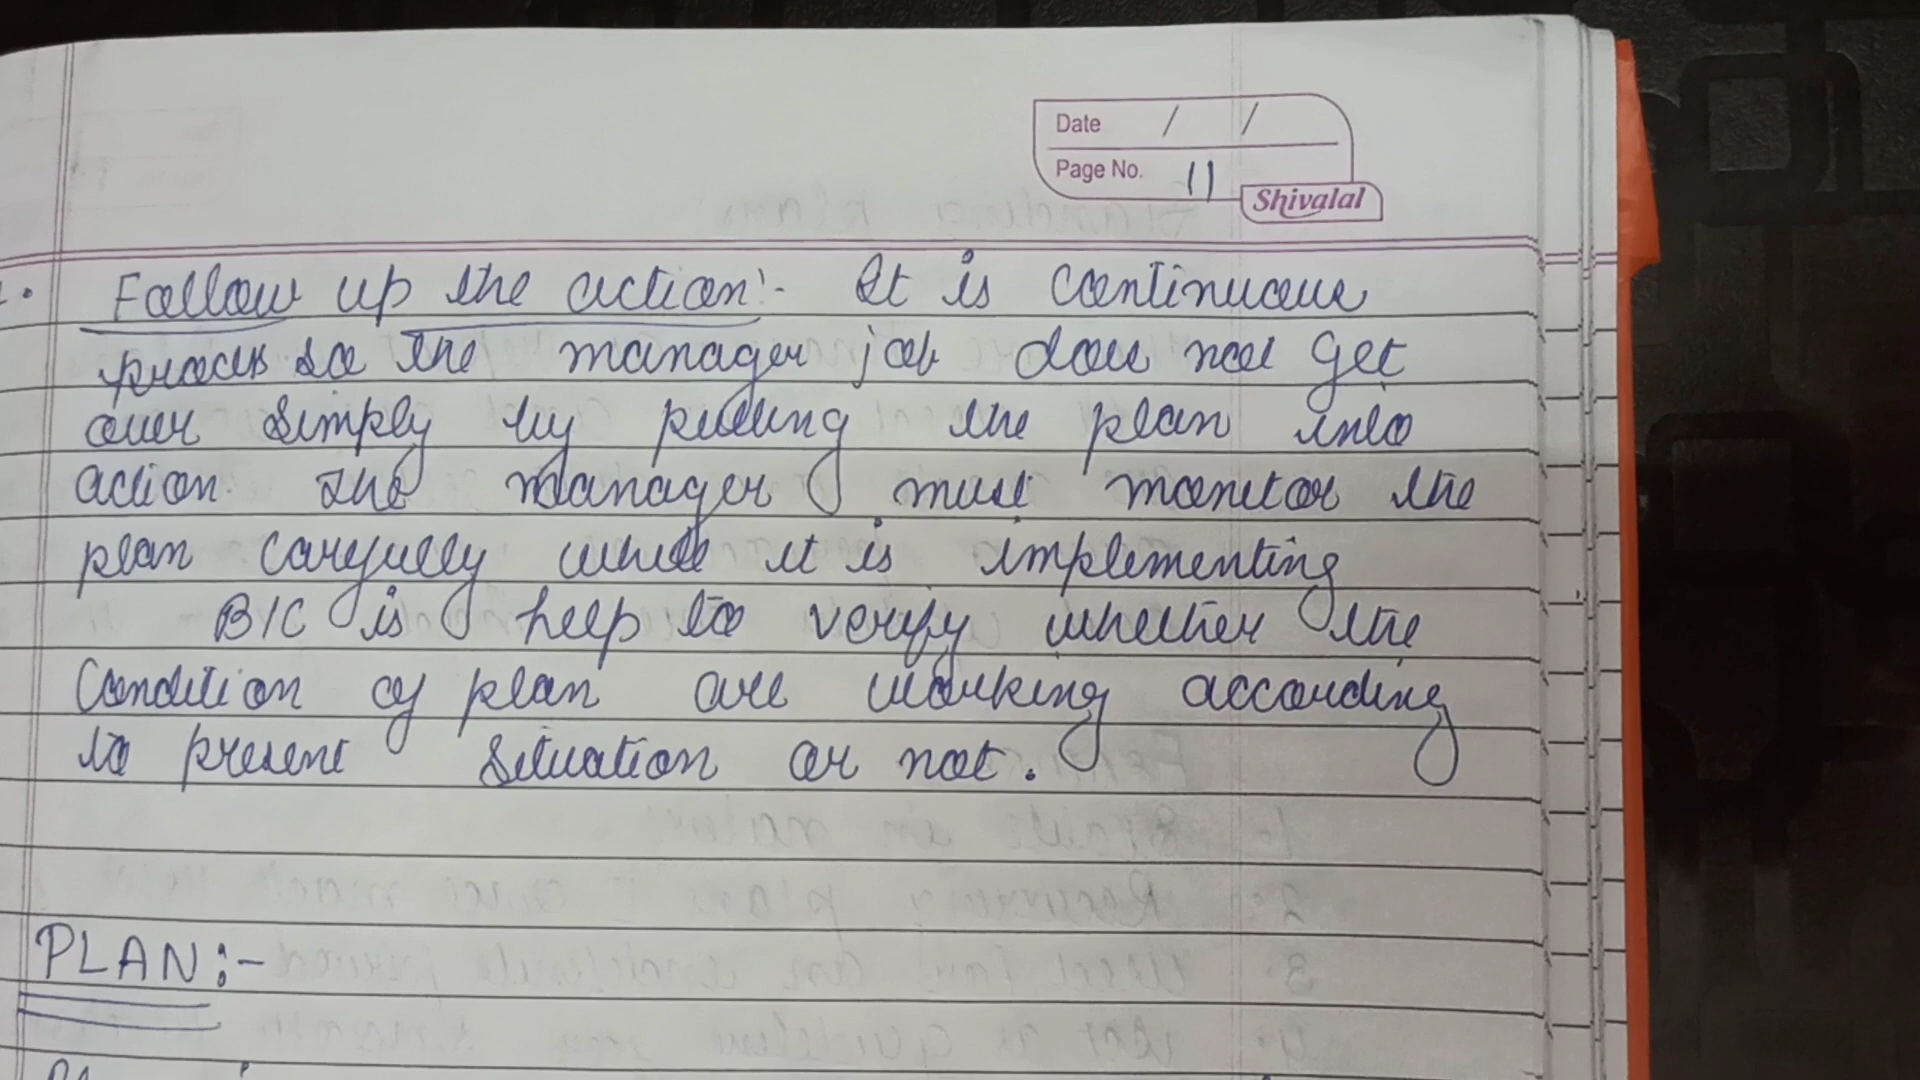 Date / /
Page No. 11
Shivalal
Follow up the action:- It is continuous
process so the manager job does not get
over simply by putting the plan into
action. The manager must monitor the
plan carefully while it is implementing
B/C is help to verify whether the
Condition of plan are working according
to present situation or not.
PLAN:-